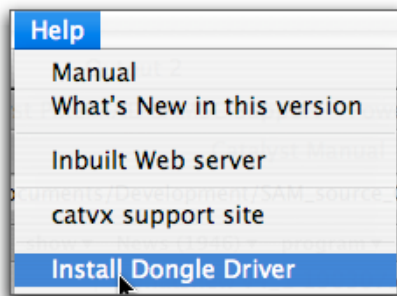 Help
Manual
What's New in this version
Inbuilt Web server
catvx support site
Install Dongle Driver